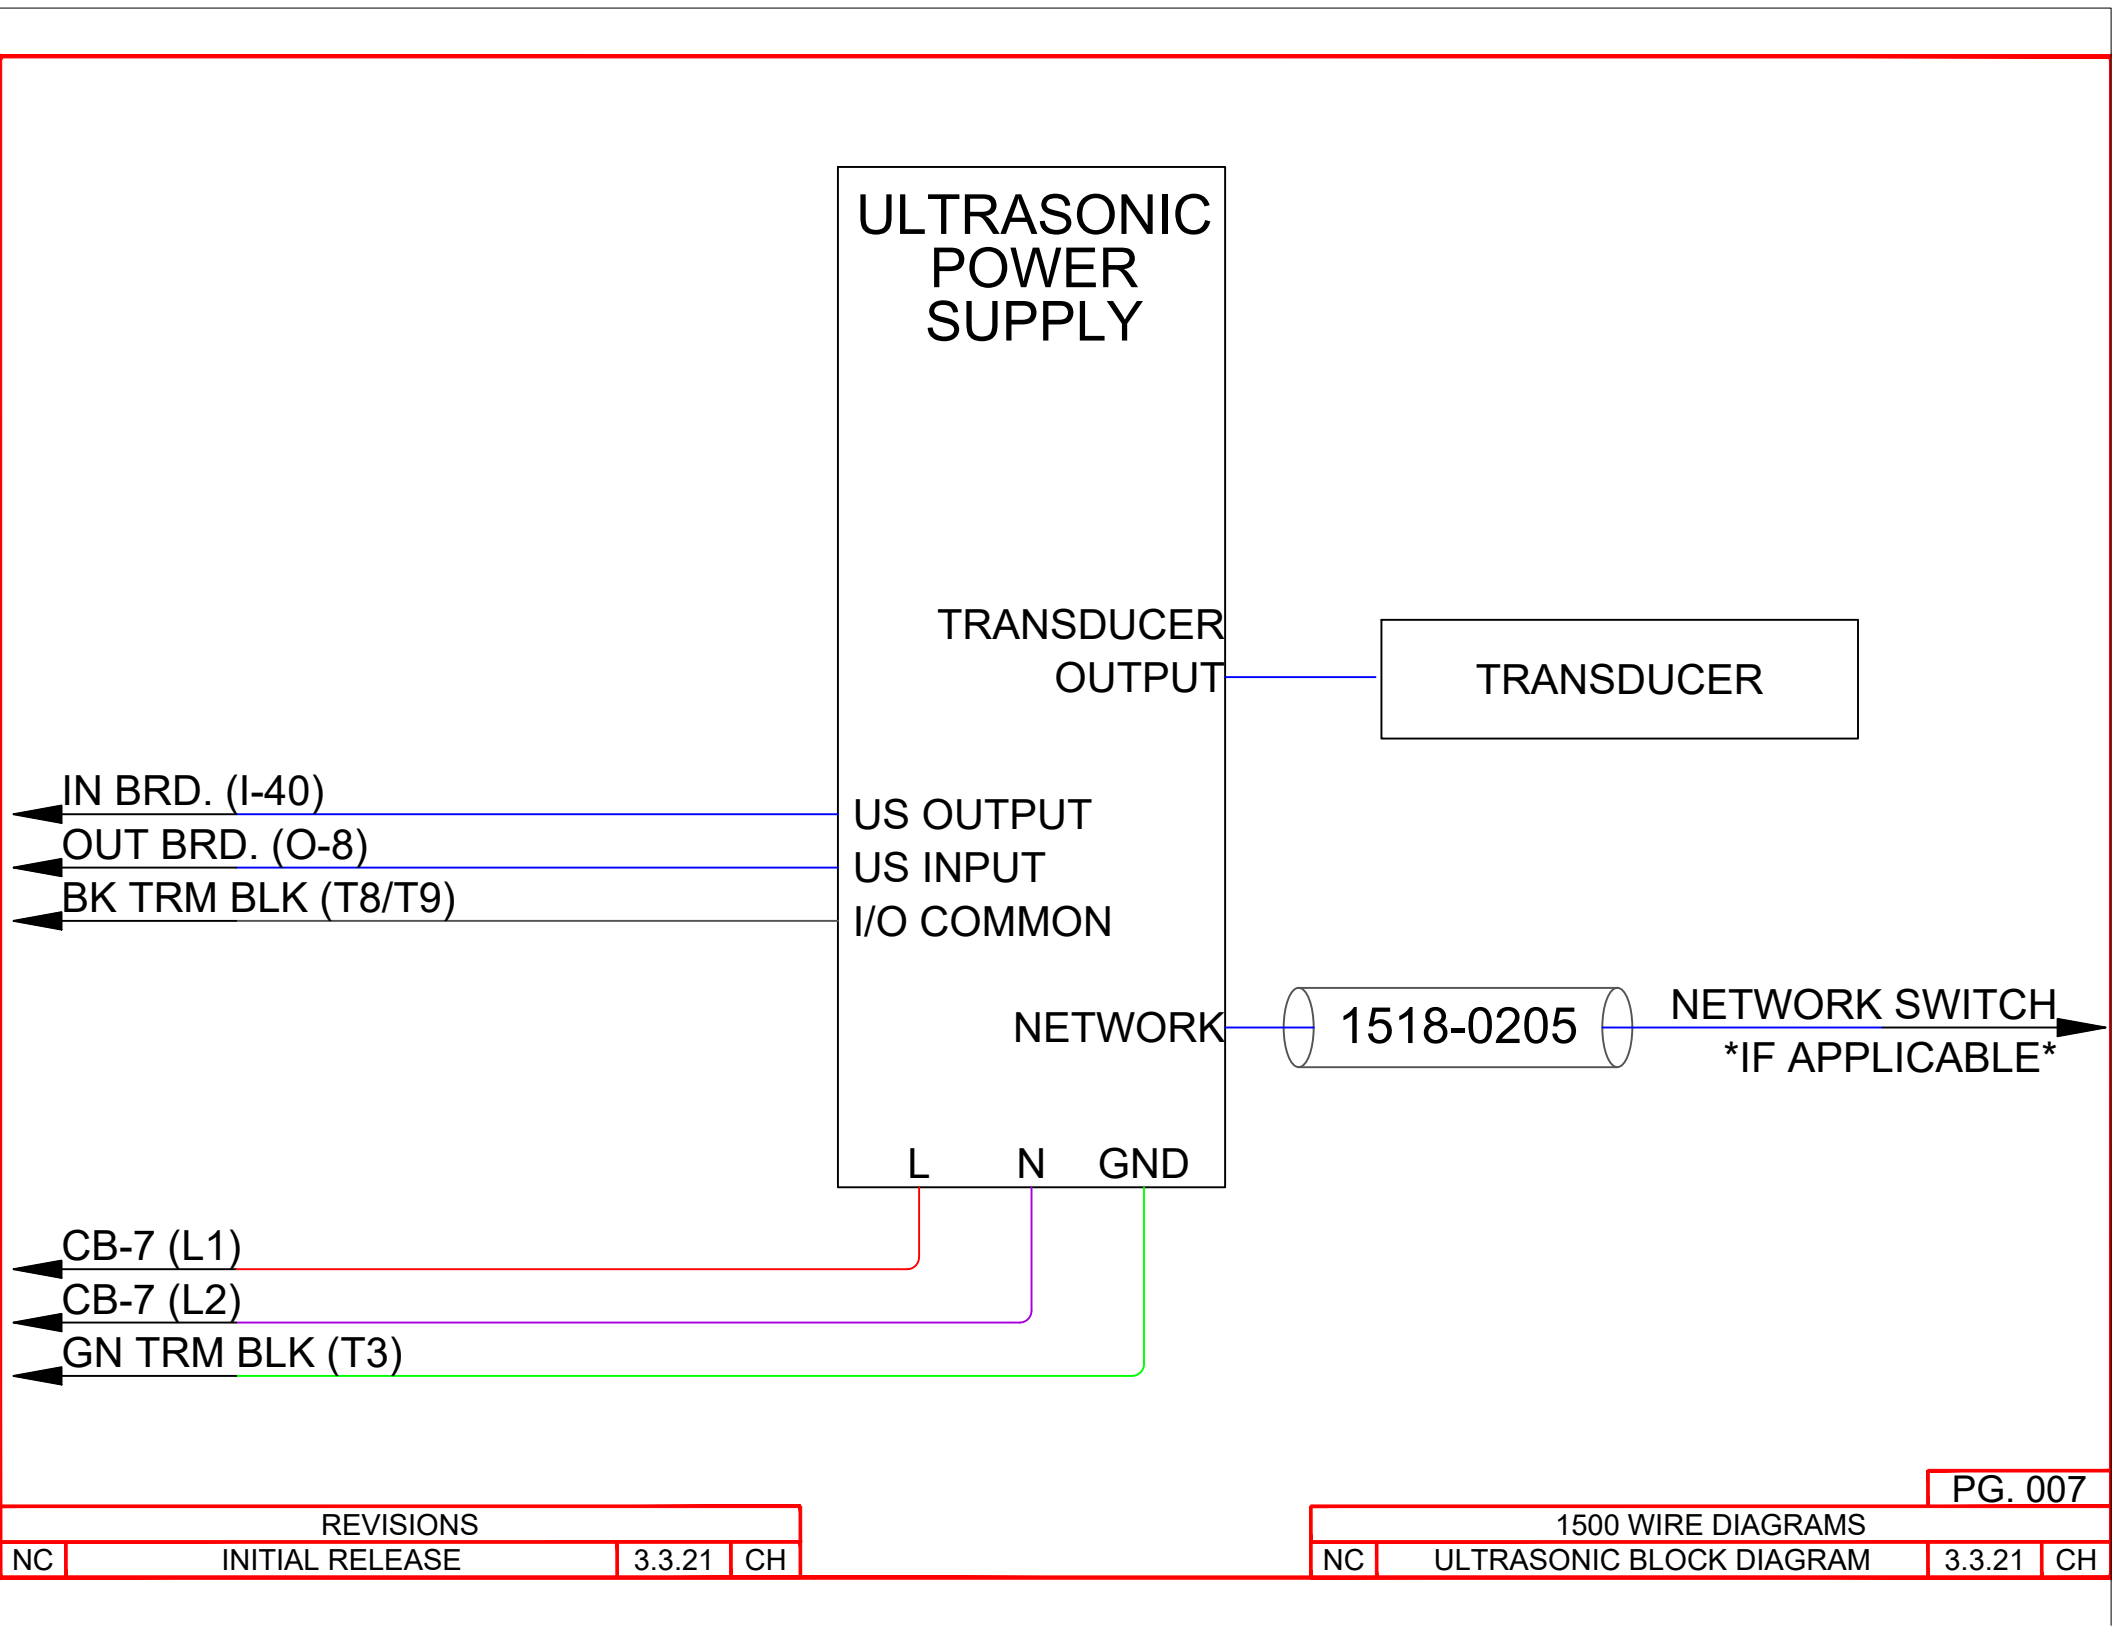 ULTRASONIC
POWER
SUPPLY
TRANSDUCER
OUTPUT
TRANSDUCER
IN BRD. (I-40)
US OUTPUT
OUT BRD. (O-8)
US INPUT
BK TRM BLK (T8/T9)
I/O COMMON
NETWORK
1518-0205
NETWORK SWITCH
*IF APPLICABLE*
L N GND
CB-7 (L1)
CB-7 (L2)
GN TRM BLK (T3)
PG. 007
REVISIONS
NC INITIAL RELEASE 3.3.21 CH
1500 WIRE DIAGRAMS
NC ULTRASONIC BLOCK DIAGRAM 3.3.21 CH